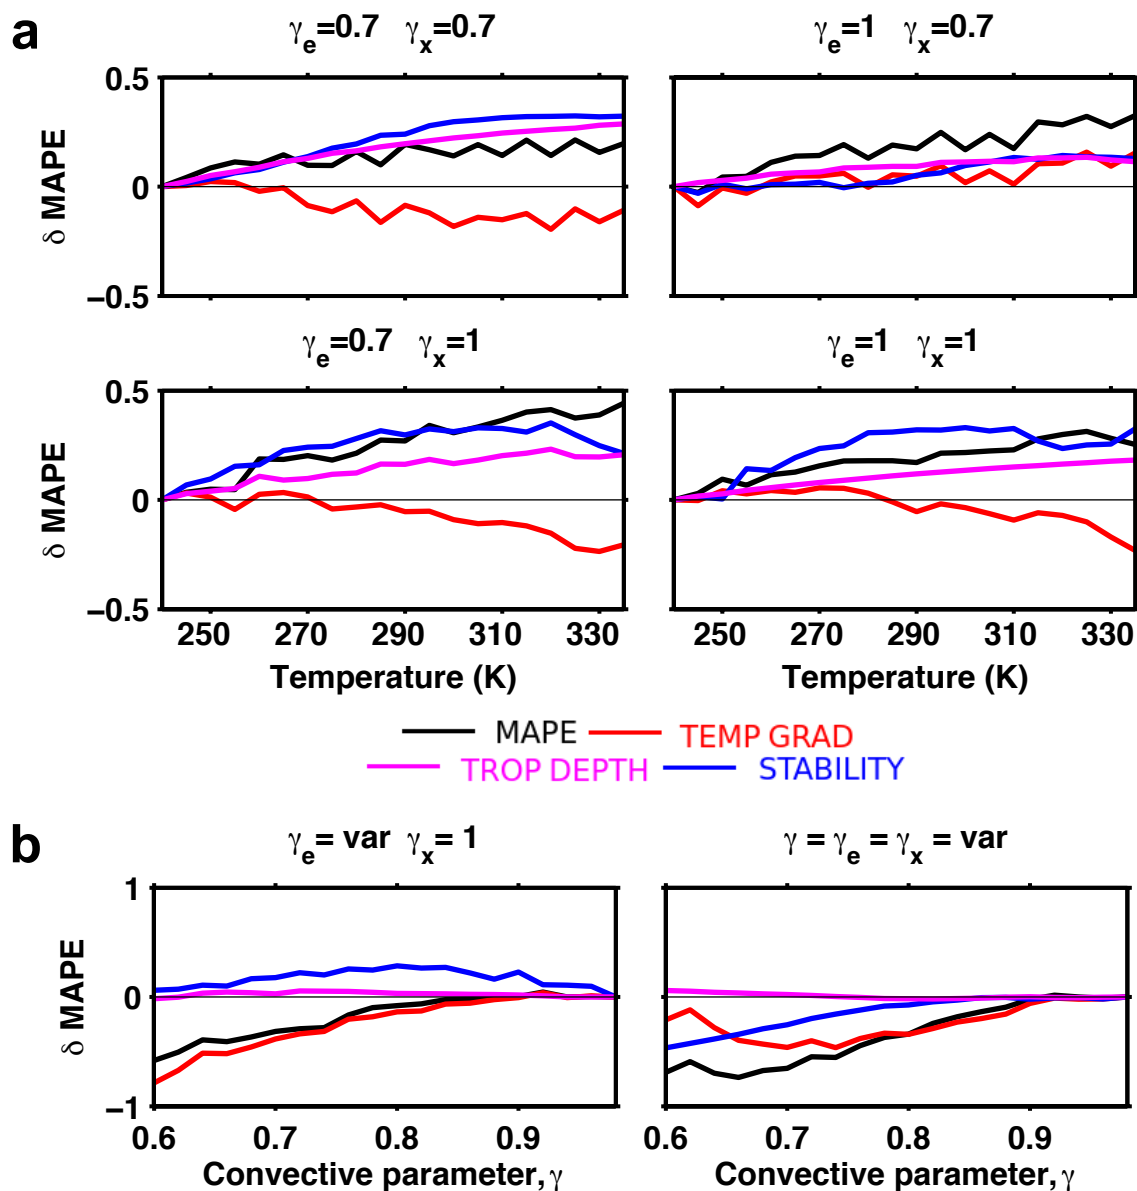 a
γe=0.7 γx=0.7
γe=1 γx=0.7
0.5
0
−0.5
δ MAPE
γe=0.7 γx=1
γe=1 γx=1
0.5
0
−0.5
δ MAPE
250 270 290 310 330
250 270 290 310 330
Temperature (K)
Temperature (K)
MAPE TEMP GRAD
TROP DEPTH STABILITY
b
γe= var γx= 1
γ = γe = γx = var
1
0
−1
δ MAPE
0.6 0.7 0.8 0.9
0.6 0.7 0.8 0.9
Convective parameter, γ
Convective parameter, γ